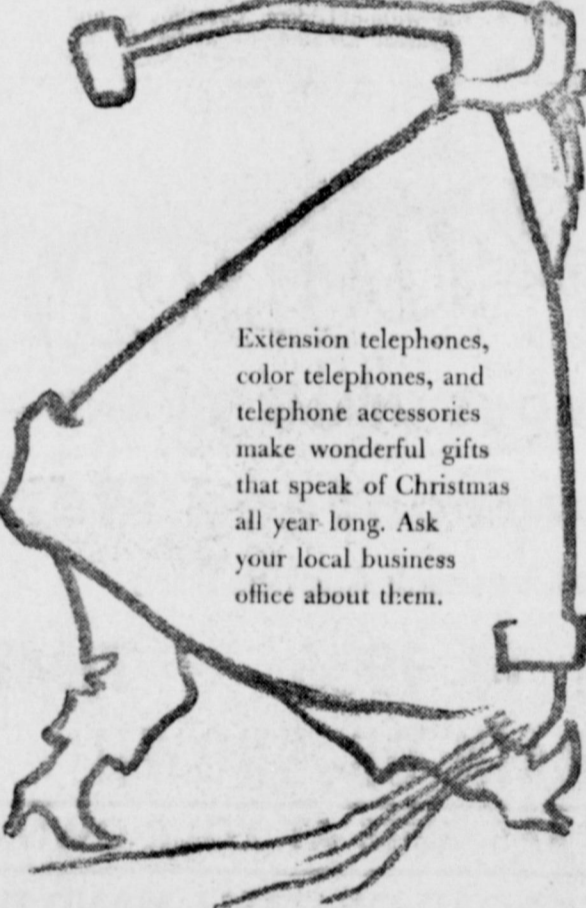 Extension telephones,
color telephones, and
telephone accessories
make wonderful gifts
that speak of Christmas
all year long. Ask
your local business
office about them.